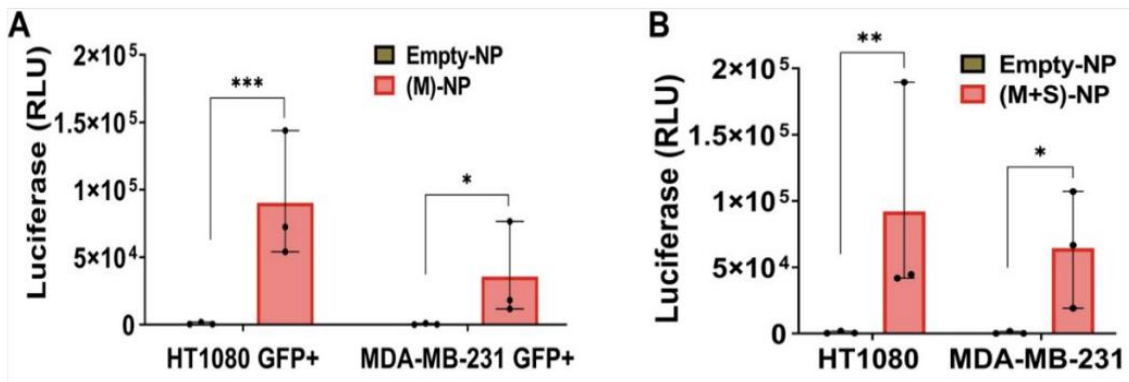 A
Luciferase (RLU)
2×10⁵
1.5×10⁵
1×10⁵
5×10⁴
0
Empty-NP
(M)-NP
***
*
HT1080 GFP+
MDA-MB-231 GFP+
B
Luciferase (RLU)
2×10⁵
1.5×10⁵
1×10⁵
5×10⁴
0
Empty-NP
(M+S)-NP
**
*
HT1080
MDA-MB-231